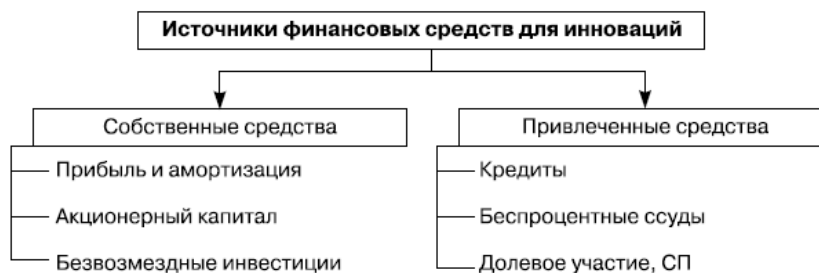 Источники финансовых средств для инноваций
Собственные средства
Прибыль и амортизация
Акционерный капитал
Безвозмездные инвестиции
Привлеченные средства
Кредиты
Беспроцентные ссуды
Долевое участие, СП